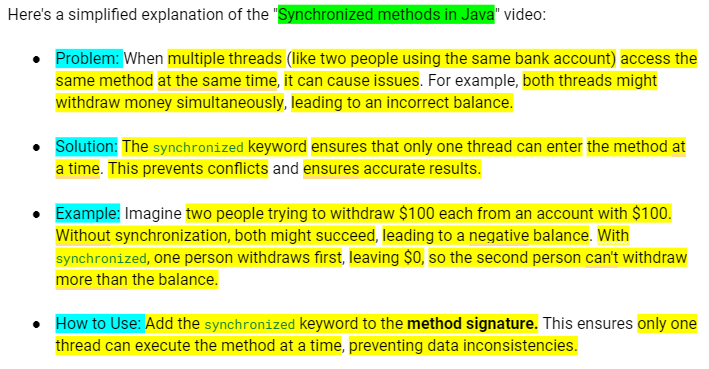 Here's a simplified explanation of the "Synchronized methods in Java" video:
● Problem: When multiple threads (like two people using the same bank account) access the
same method at the same time, it can cause issues. For example, both threads might
withdraw money simultaneously, leading to an incorrect balance.
● Solution: The synchronized keyword ensures that only one thread can enter the method at
a time. This prevents conflicts and ensures accurate results.
● Example: Imagine two people trying to withdraw $100 each from an account with $100.
Without synchronization, both might succeed, leading to a negative balance. With
synchronized, one person withdraws first, leaving $0, so the second person can't withdraw
more than the balance.
● How to Use: Add the synchronized keyword to the method signature. This ensures only one
thread can execute the method at a time, preventing data inconsistencies.